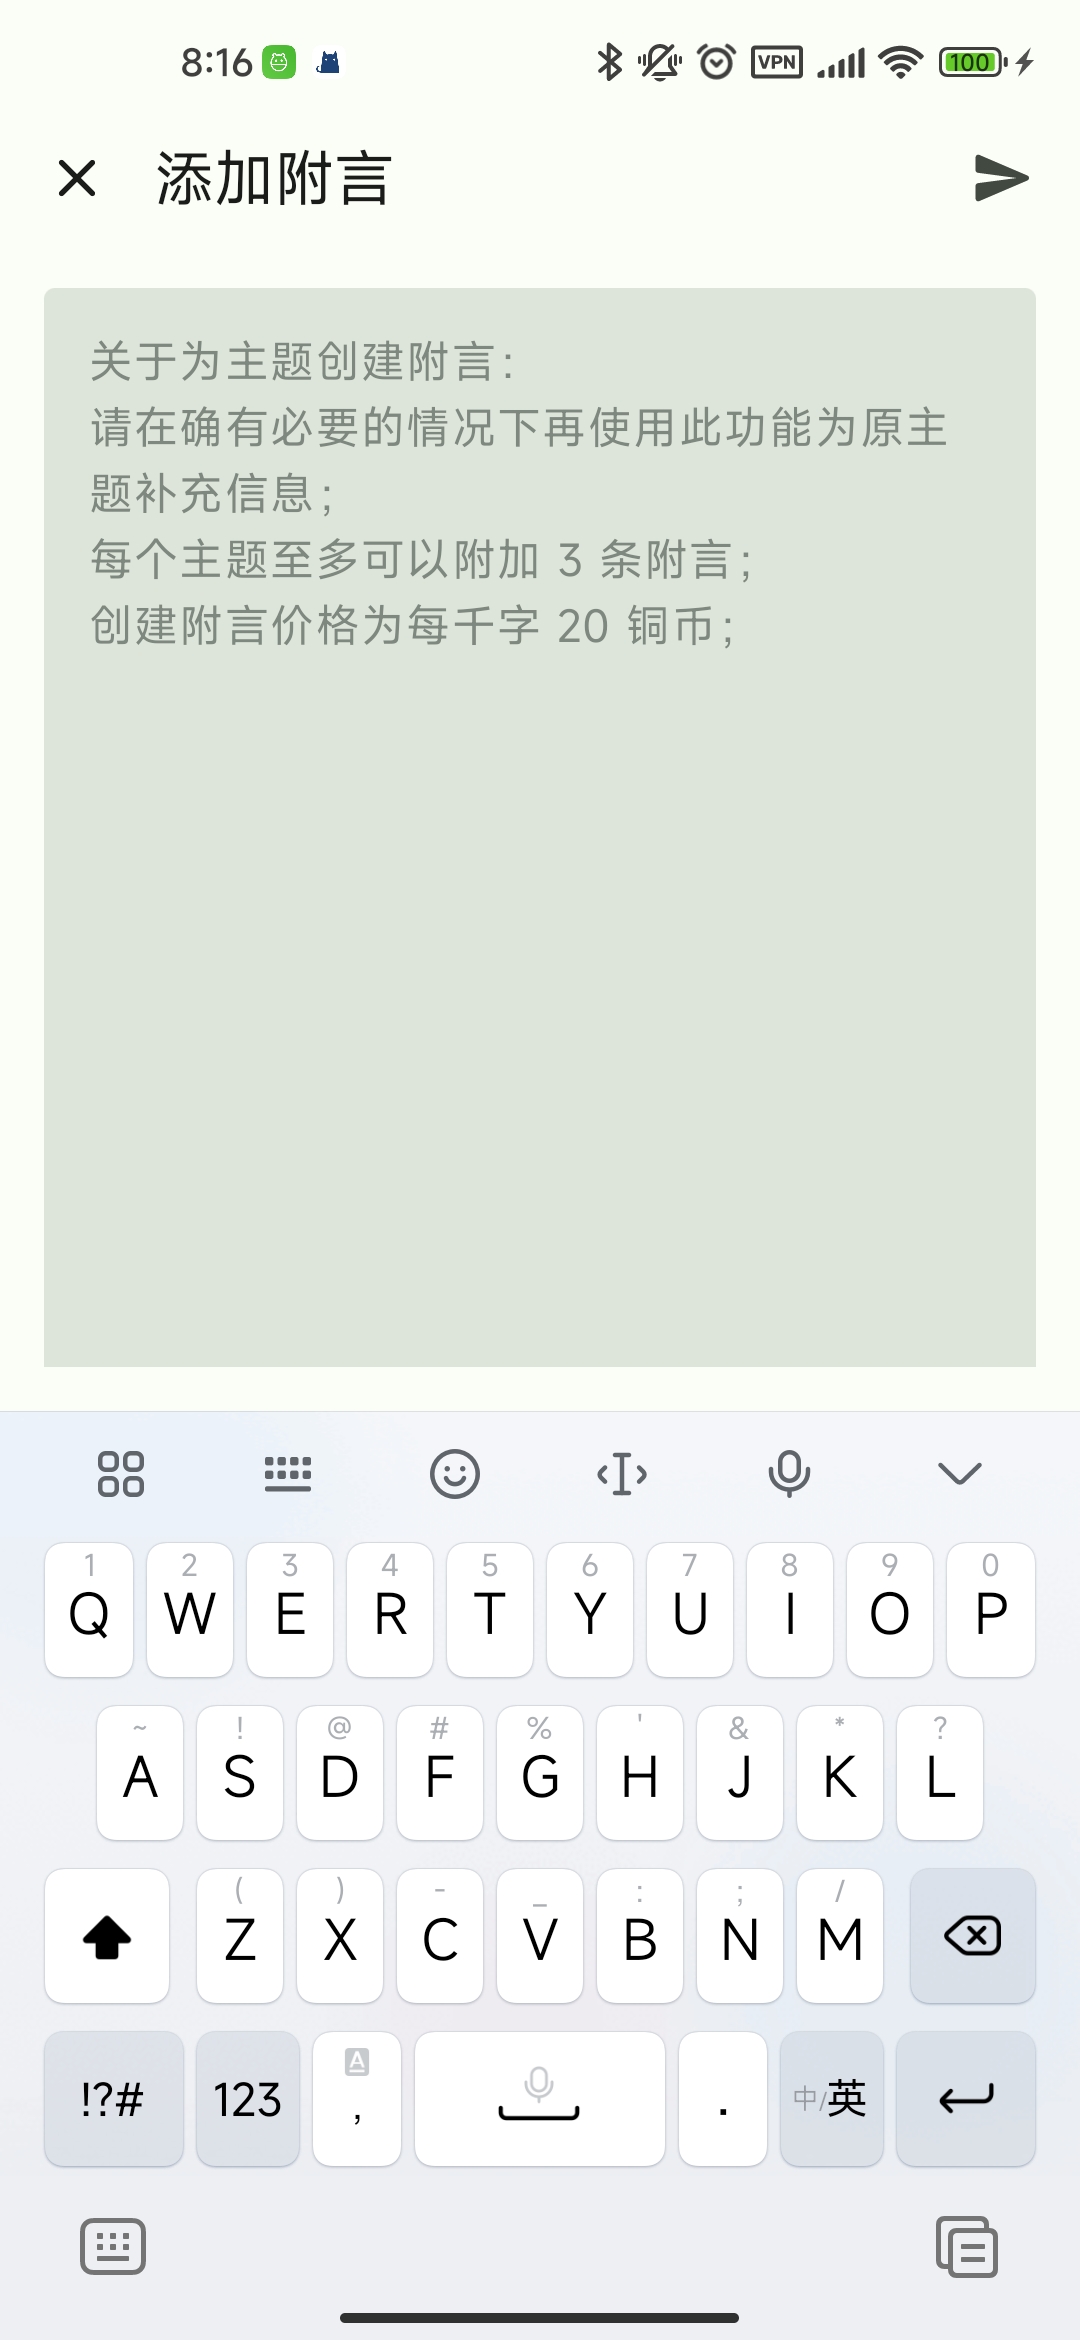 8:16
VPN
100
添加附言
关于为主题创建附言：
请在确有必要的情况下再使用此功能为原主
题补充信息；
每个主题至多可以附加 3 条附言；
创建附言价格为每千字 20 铜币；
1 2 3 4 5 6 7 8 9 0
Q W E R T Y U I O P
~ ! @ # % ' & * ?
A S D F G H J K L
( ) - _ : ; /
Z X C V B N M
A
!?# 123 , . 中/英